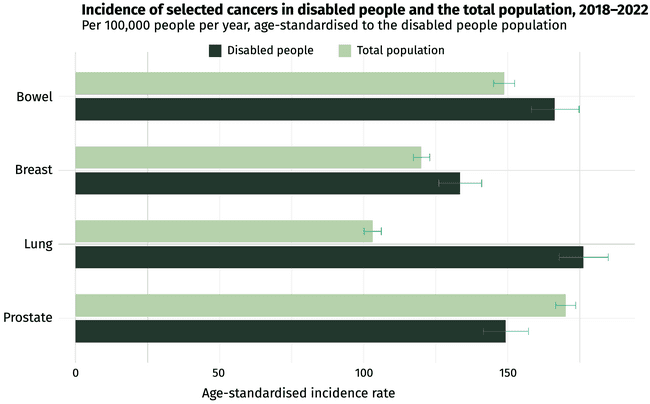 Incidence of selected cancers in disabled people and the total population, 2018–2022
Per 100,000 people per year, age-standardised to the disabled people population
Disabled people Total population
Bowel
Breast
Lung
Prostate
0 50 100 150
Age-standardised incidence rate